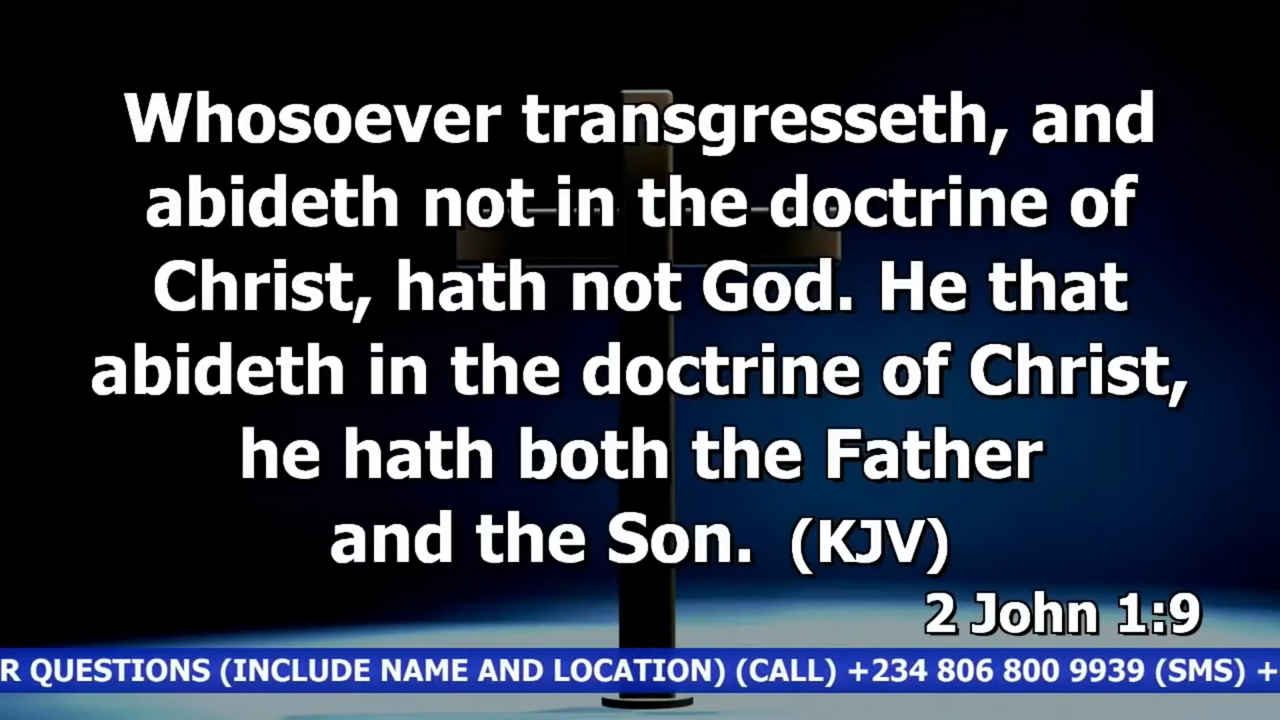 Whosoever transgresseth, and
abideth not in the doctrine of
Christ, hath not God. He that
abideth in the doctrine of Christ,
he hath both the Father
and the Son. (KJV)
2 John 1:9
R QUESTIONS (INCLUDE NAME AND LOCATION) (CALL) +234 806 800 9939 (SMS) +